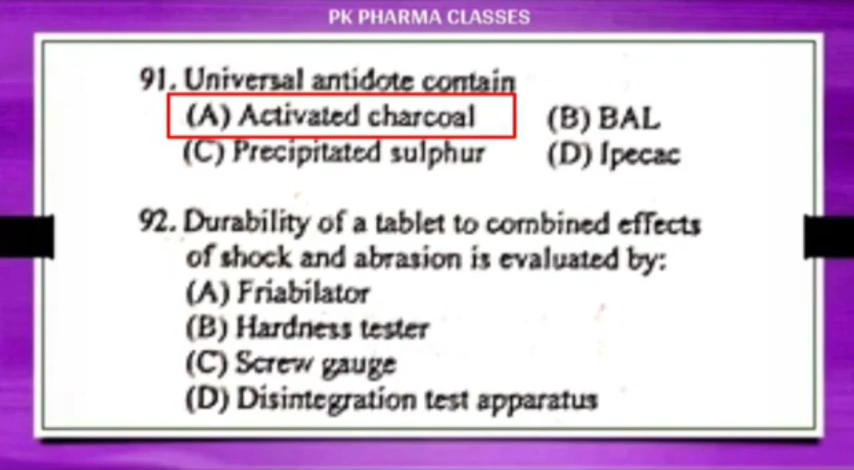 PK PHARMA CLASSES
91. Universal antidote contain
(A) Activated charcoal (B) BAL
(C) Precipitated sulphur (D) Ipecac
92. Durability of a tablet to combined effects
of shock and abrasion is evaluated by:
(A) Friabilator
(B) Hardness tester
(C) Screw gauge
(D) Disintegration test apparatus